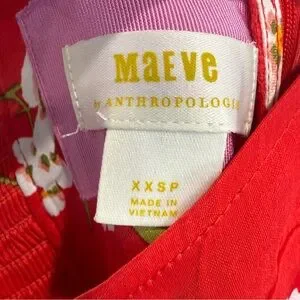 MaEVe
by ANTHROPOLOGIE
XXSP
MADE IN
VIETNAM